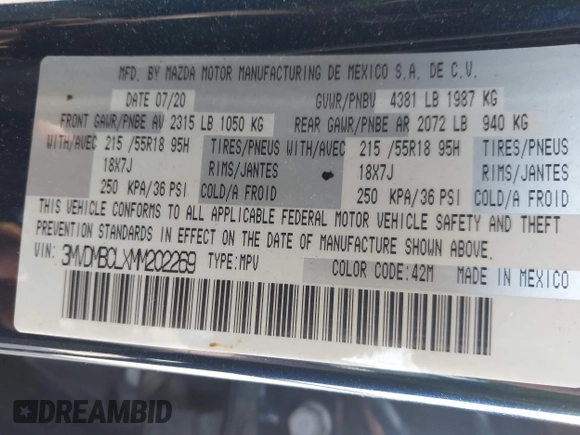 MFD. BY MAZDA MOTOR MANUFACTURING DE MEXICO S.A. DE C.V.
DATE 07/20 GVWR/PNBV 4381 LB 1987 KG
FRONT GAWR/PNBE AV 2315 LB 1050 KG REAR GAWR/PNBE AR 2072 LB 940 KG
WITH/AVEC 215 /55R18 95H TIRES/PNEUS WITH/AVEC 215 /55R18 95H TIRES/PNEUS
18X7J RIMS/JANTES 18X7J RIMS/JANTES
250 KPA/36 PSI COLD/A FROID 250 KPA/36 PSI COLD/A FROID
THIS VEHICLE CONFORMS TO ALL APPLICABLE FEDERAL MOTOR VEHICLE SAFETY AND THEFT
PREVENTION STANDARDS IN EFFECT ON THE DATE OF MANUFACTURE SHOWN ABOVE.
VIN: 3MVDMBCLXMM202269 TYPE:MPV COLOR CODE:42M MADE IN MEXICO
DREAMBID